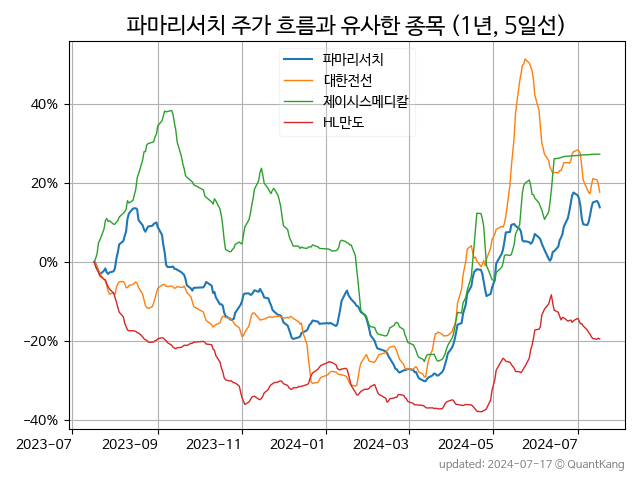 파마리서치 주가 흐름과 유사한 종목 (1년, 5일선)
파마리서치
대한전선
제이시스메디칼
HL만도
40%
20%
0%
−20%
−40%
2023-07 2023-09 2023-11 2024-01 2024-03 2024-05 2024-07
updated: 2024-07-17 © QuantKang